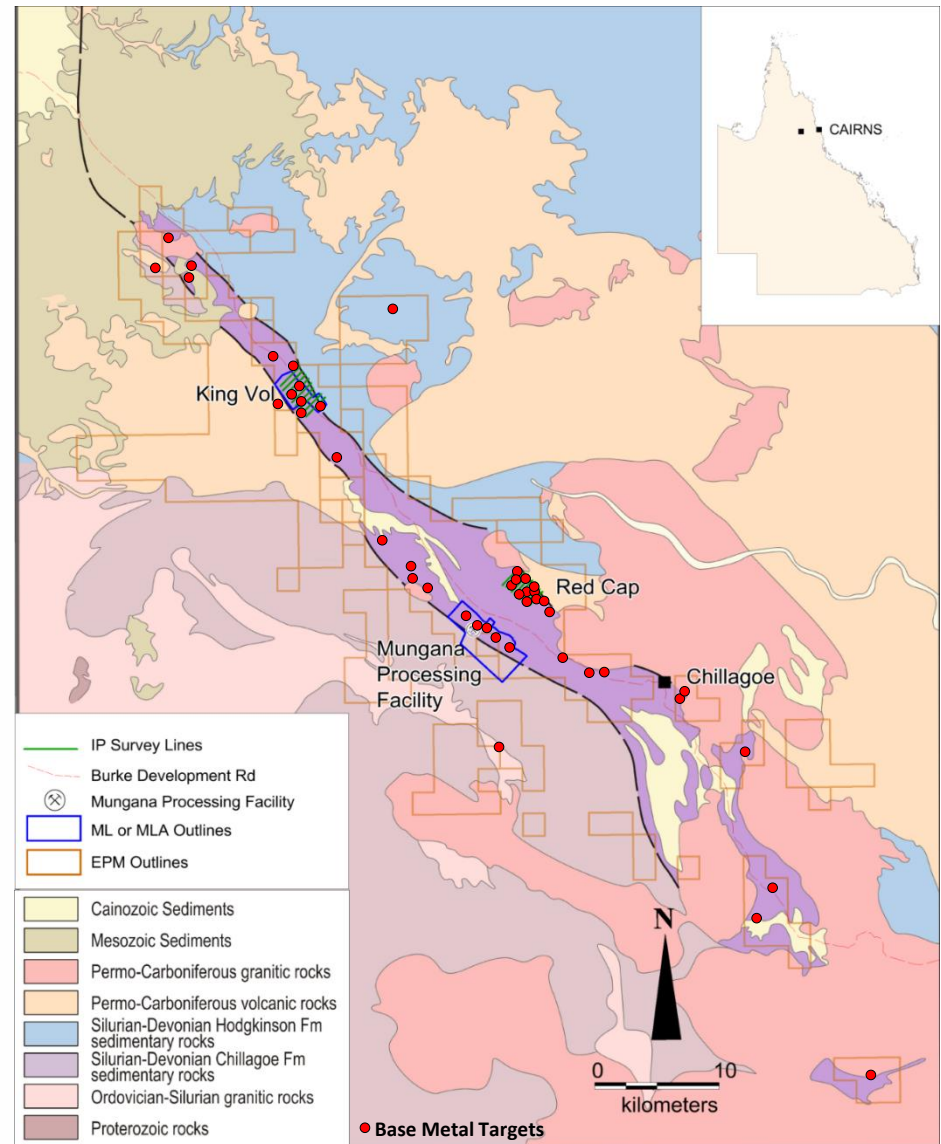 CAIRNS
King Vol
Red Cap
Mungana
Processing
Facility
Chillagoe
IP Survey Lines
Burke Development Rd
Mungana Processing Facility
ML or MLA Outlines
EPM Outlines
Cainozoic Sediments
Mesozoic Sediments
Permo-Carboniferous granitic rocks
Permo-Carboniferous volcanic rocks
Silurian-Devonian Hodgkinson Fm
sedimentary rocks
Silurian-Devonian Chillagoe Fm
sedimentary rocks
Ordovician-Silurian granitic rocks
Proterozoic rocks
N
0 10
kilometers
Base Metal Targets